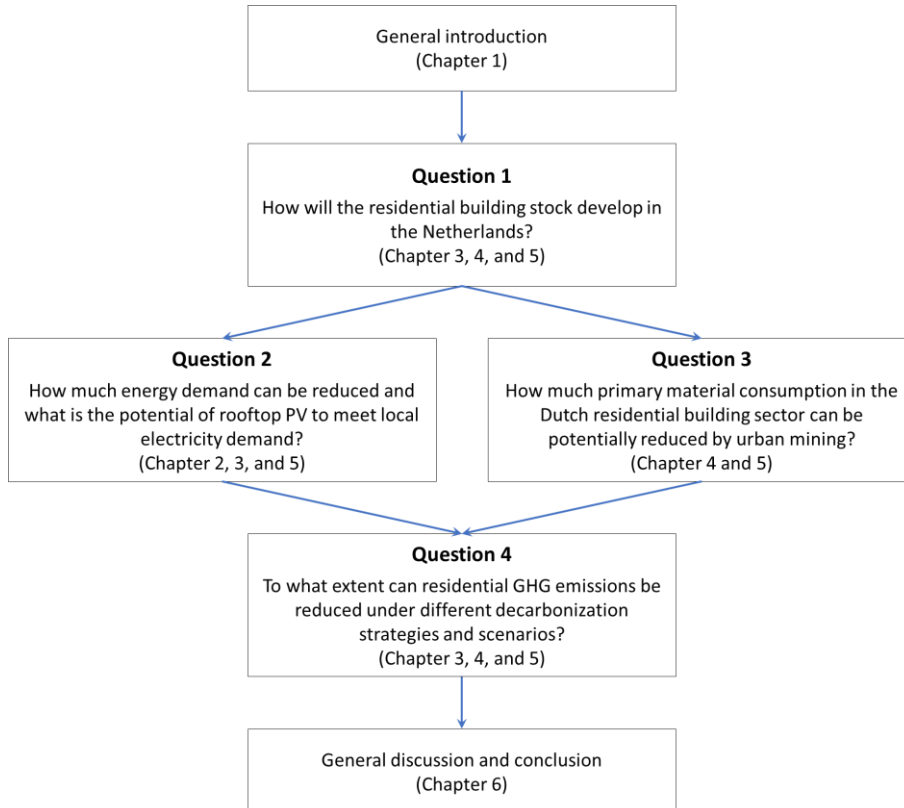 General introduction
(Chapter 1)
Question 1
How will the residential building stock develop in
the Netherlands?
(Chapter 3, 4, and 5)
Question 2
How much energy demand can be reduced and
what is the potential of rooftop PV to meet local
electricity demand?
(Chapter 2, 3, and 5)
Question 3
How much primary material consumption in the
Dutch residential building sector can be
potentially reduced by urban mining?
(Chapter 4 and 5)
Question 4
To what extent can residential GHG emissions be
reduced under different decarbonization
strategies and scenarios?
(Chapter 3, 4, and 5)
General discussion and conclusion
(Chapter 6)